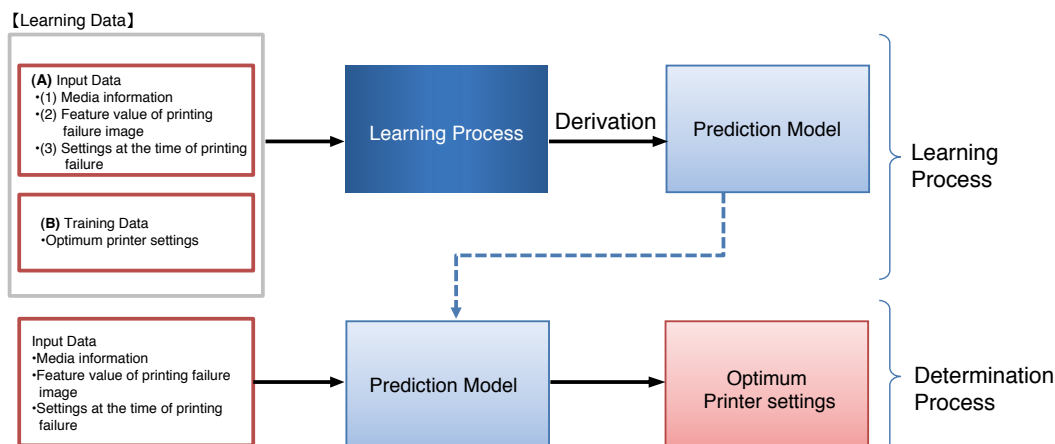 【Learning Data】
(A) Input Data
•(1) Media information
•(2) Feature value of printing
failure image
•(3) Settings at the time of printing
failure
(B) Training Data
•Optimum printer settings
Learning Process
Derivation
Prediction Model
Learning
Process
Input Data
•Media information
•Feature value of printing failure
image
•Settings at the time of printing
failure
Prediction Model
Optimum
Printer settings
Determination
Process